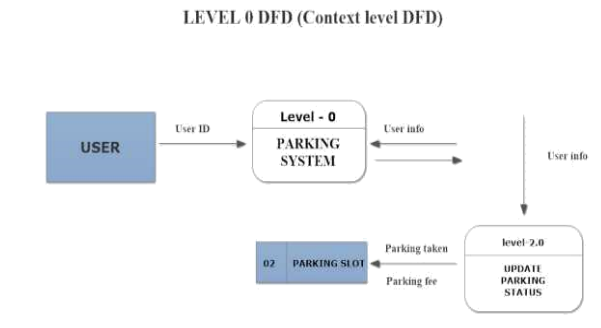 LEVEL 0 DFD (Context level DFD)
Level - 0
User ID
User info
USER
PARKING
SYSTEM
User info
level-2.0
Parking taken
02 PARKING SLOT
UPDATE
PARKING
STATUS
Parking fee